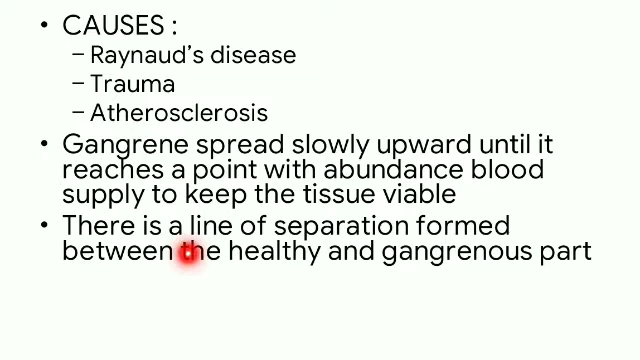 • CAUSES :
– Raynaud’s disease
– Trauma
– Atherosclerosis
• Gangrene spread slowly upward until it
reaches a point with abundance blood
supply to keep the tissue viable
• There is a line of separation formed
between the healthy and gangrenous part